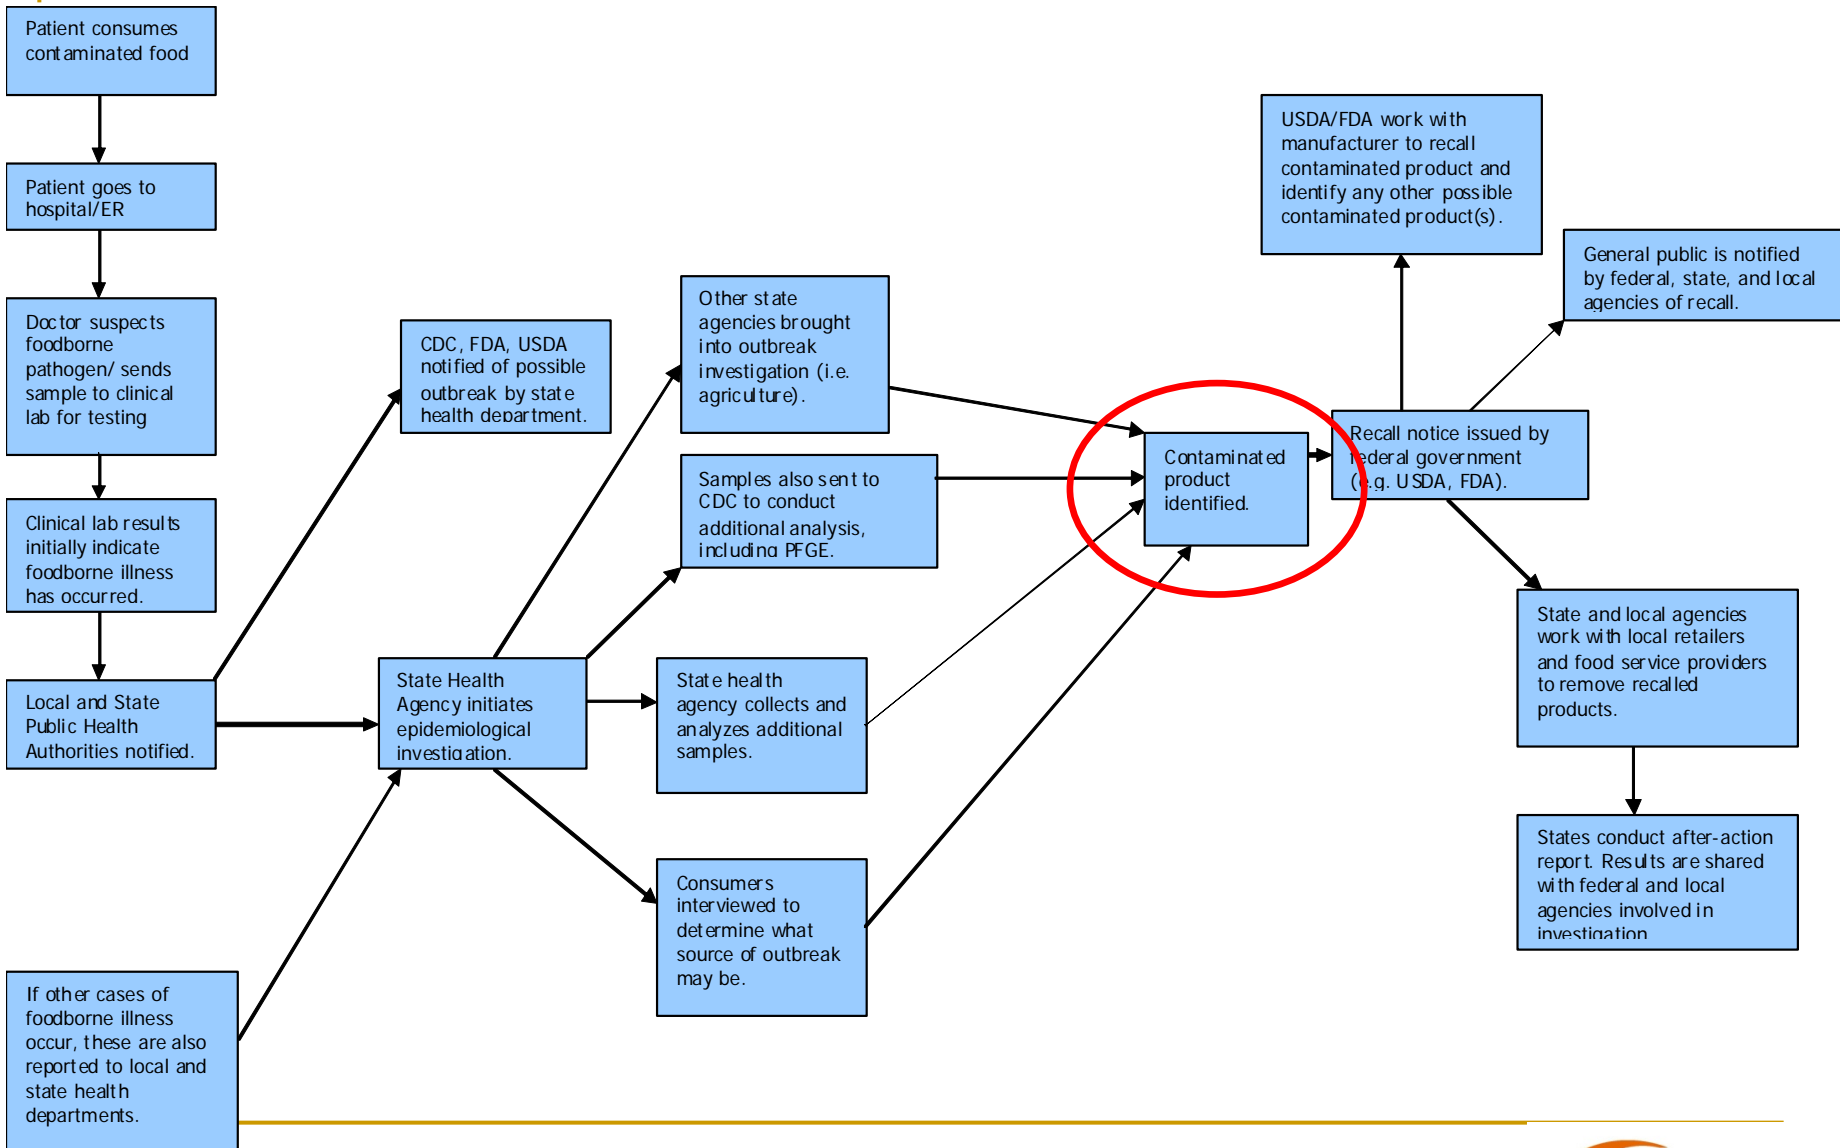 Patient consumes
contaminated food
Patient goes to
hospital/ER
Doctor suspects
foodborne
pathogen/ sends
sample to clinical
lab for testing
Clinical lab results
initially indicate
foodborne illness
has occurred.
Local and State
Public Health
Authorities notified.
If other cases of
foodborne illness
occur, these are also
reported to local and
state health
departments.
CDC, FDA, USDA
notified of possible
outbreak by state
health department.
State Health
Agency initiates
epidemiological
investigation.
Other state
agencies brought
into outbreak
investigation (i.e.
agriculture).
Samples also sent to
CDC to conduct
additional analysis,
including PFGE.
State health
agency collects and
analyzes additional
samples.
Consumers
interviewed to
determine what
source of outbreak
may be.
Contaminated
product
identified.
Recall notice issued by
federal government
(e.g. USDA, FDA).
USDA/FDA work with
manufacturer to recall
contaminated product and
identify any other possible
contaminated product(s).
General public is notified
by federal, state, and local
agencies of recall.
State and local agencies
work with local retailers
and food service providers
to remove recalled
products.
States conduct after-action
report. Results are shared
with federal and local
agencies involved in
investigation